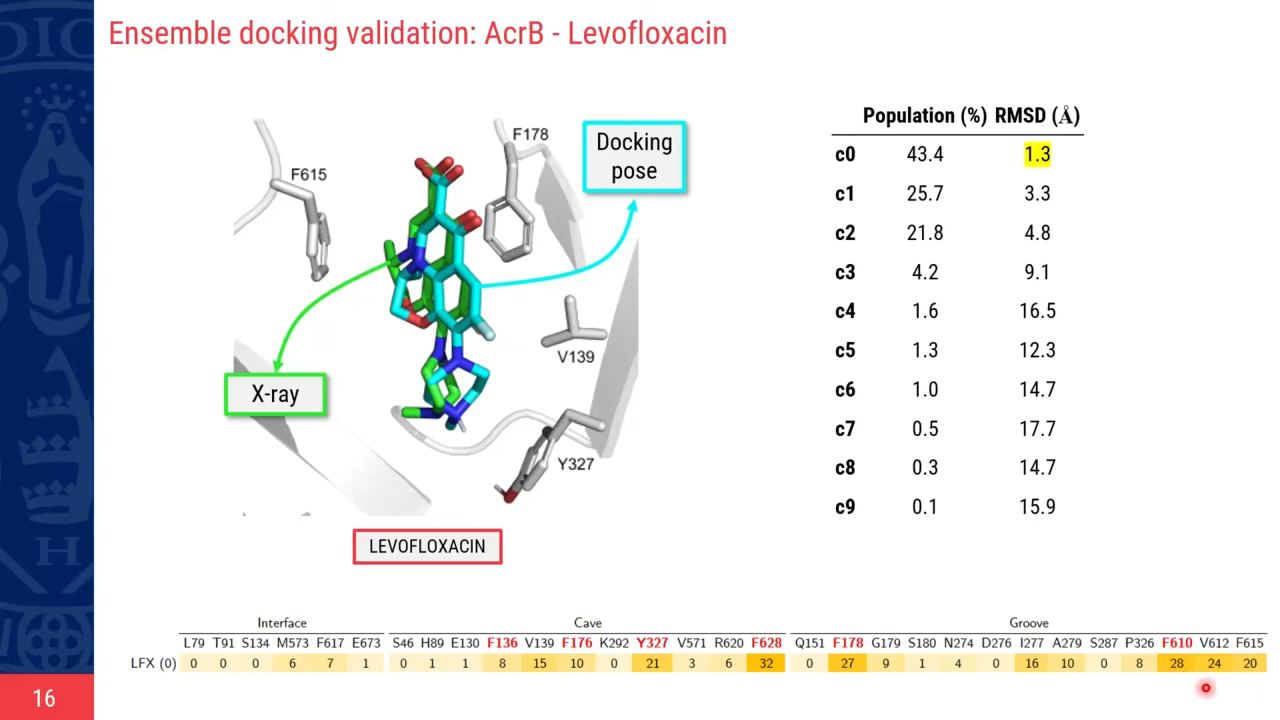 Ensemble docking validation: AcrB - Levofloxacin
F615
F178
Docking
pose
V139
X-ray
Y327
LEVOFLOXACIN
Population (%) RMSD (Å)
c0 43.4 1.3
c1 25.7 3.3
c2 21.8 4.8
c3 4.2 9.1
c4 1.6 16.5
c5 1.3 12.3
c6 1.0 14.7
c7 0.5 17.7
c8 0.3 14.7
c9 0.1 15.9
Interface Cave Groove
L79 T91 S134 M573 F617 E673 S46 H89 E130 F136 V139 F176 K292 Y327 V571 R620 F628 Q151 F178 G179 S180 N274 D276 I277 A279 S287 P326 F610 V612 F615
LFX (0) 0 0 0 6 7 1 0 1 1 8 15 10 0 21 3 6 32 0 27 9 1 4 0 16 10 0 8 28 24 20
16
DIC
H